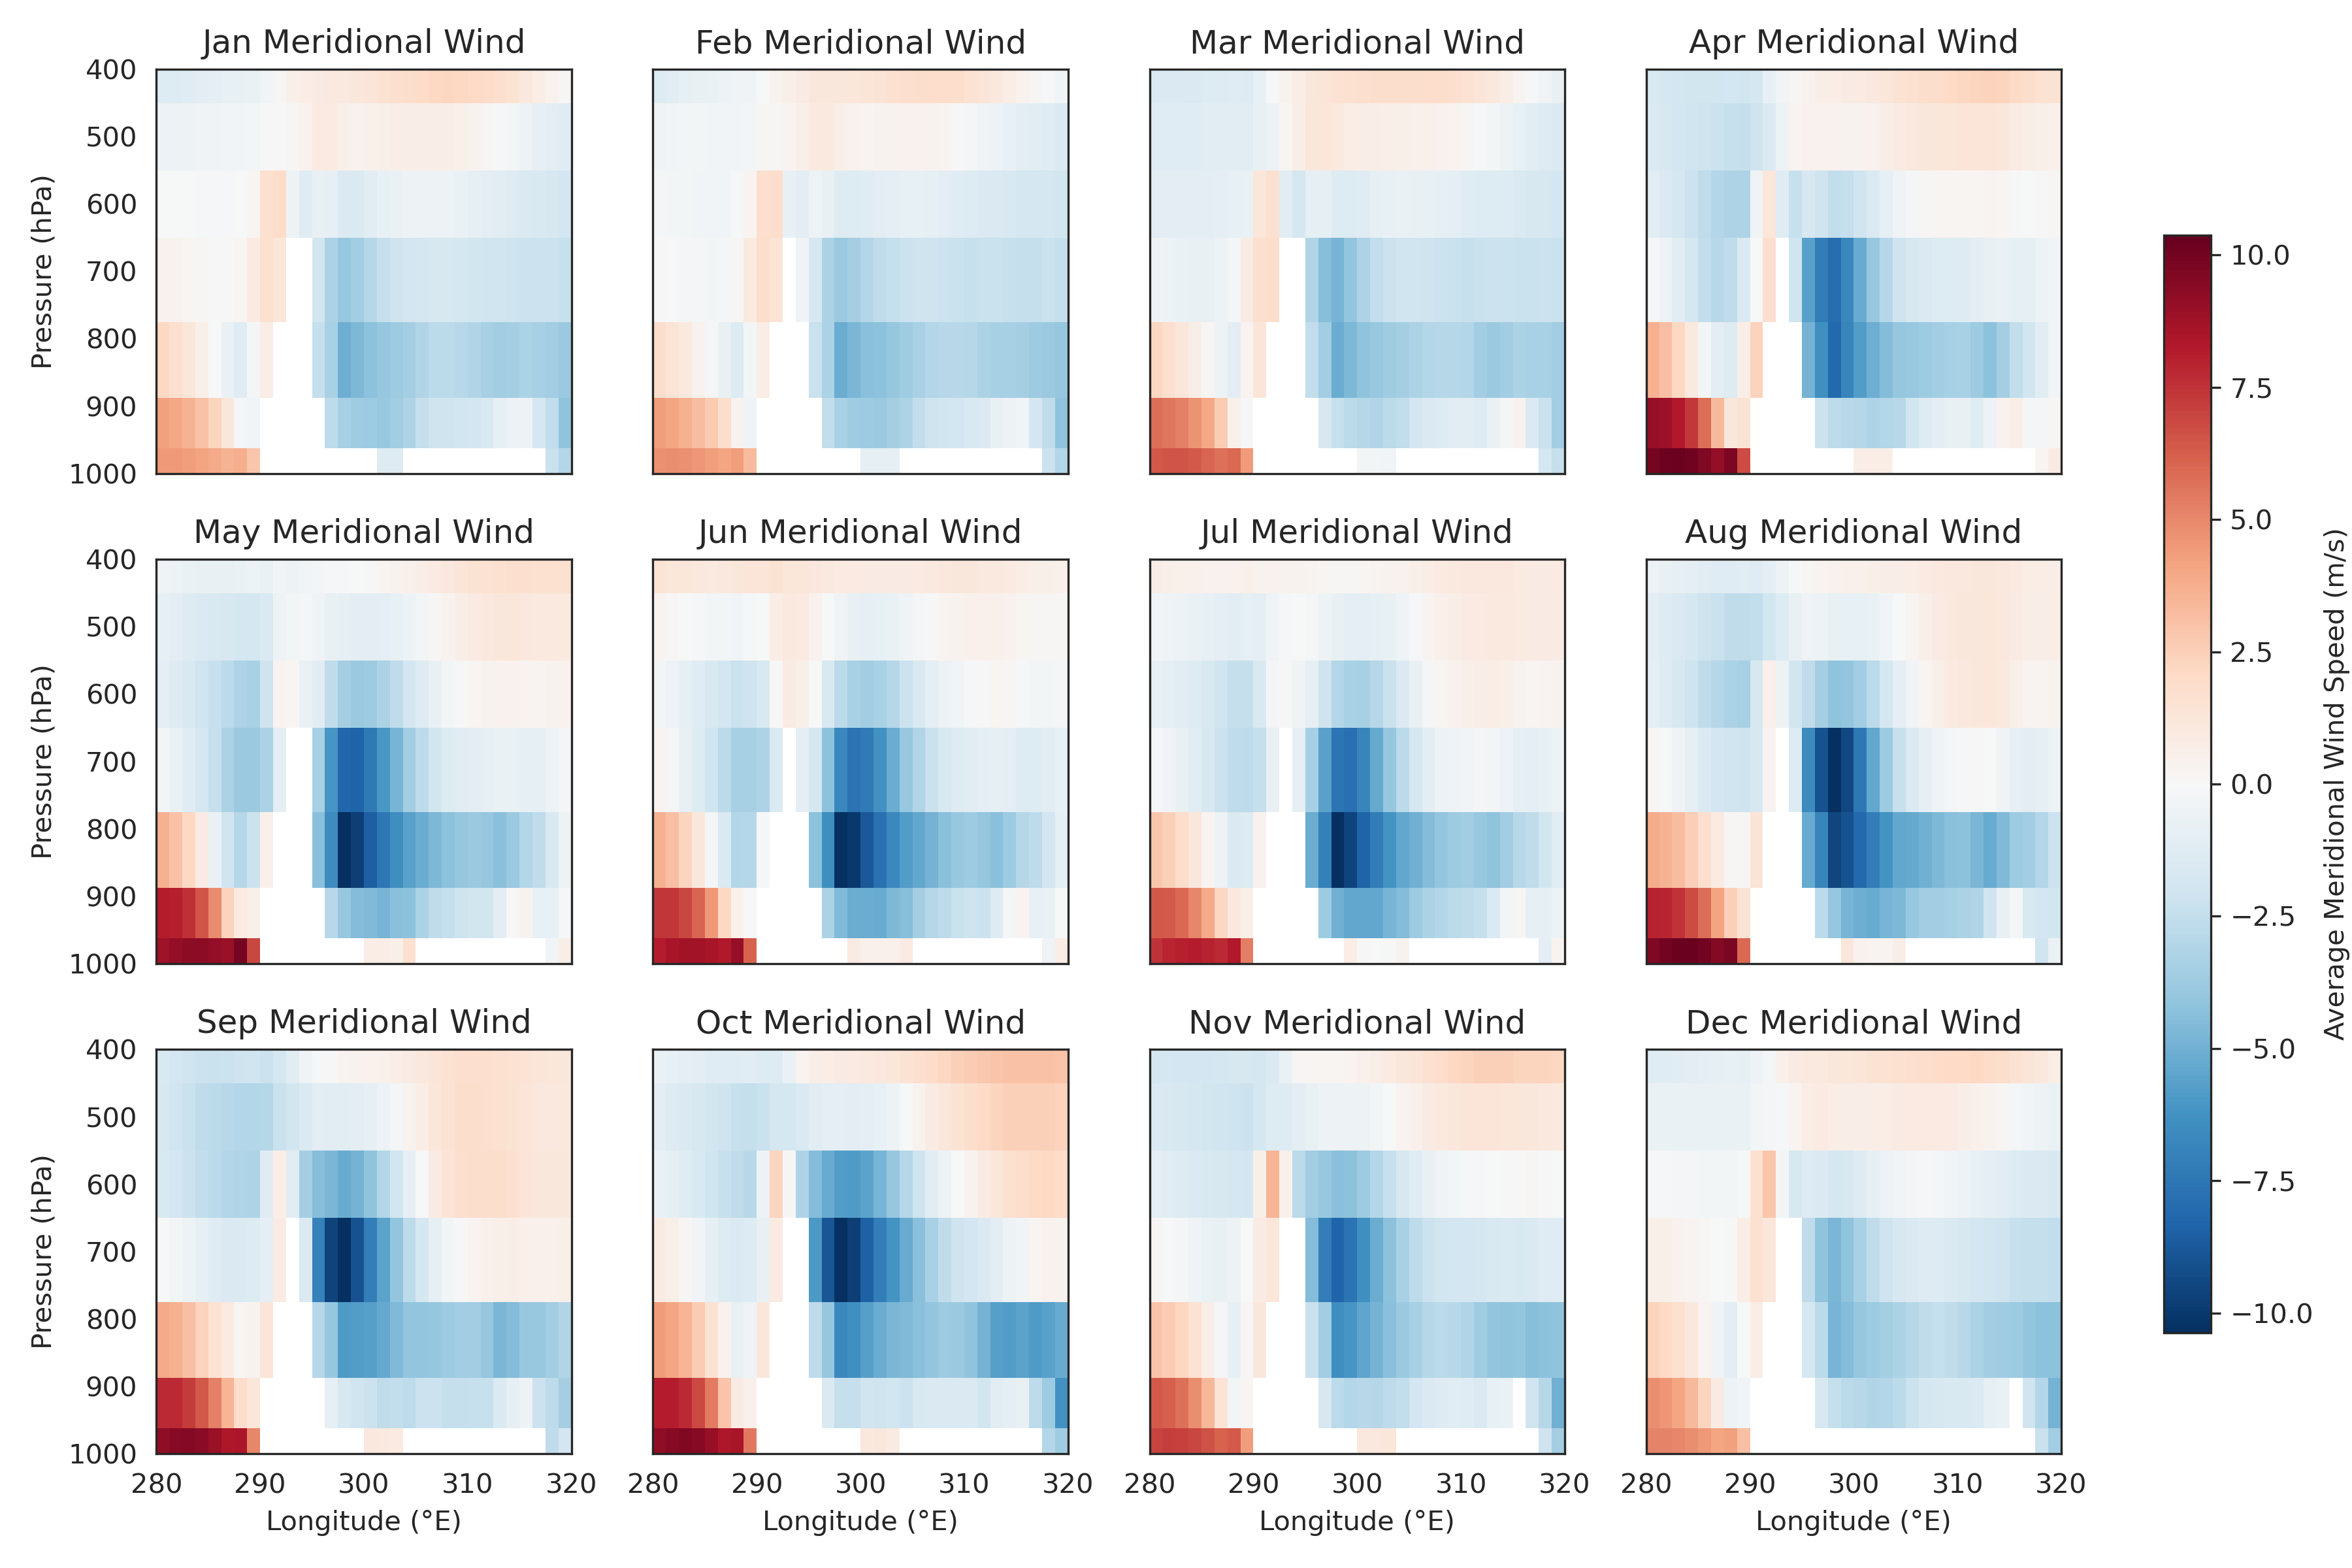 Jan Meridional Wind
Feb Meridional Wind
Mar Meridional Wind
Apr Meridional Wind
400
500
600
700
800
900
1000
Pressure (hPa)
May Meridional Wind
Jun Meridional Wind
Jul Meridional Wind
Aug Meridional Wind
400
500
600
700
800
900
1000
Pressure (hPa)
Sep Meridional Wind
Oct Meridional Wind
Nov Meridional Wind
Dec Meridional Wind
400
500
600
700
800
900
1000
Pressure (hPa)
280 290 300 310 320
280 290 300 310 320
280 290 300 310 320
280 290 300 310 320
Longitude (°E)
Longitude (°E)
Longitude (°E)
Longitude (°E)
10.0
7.5
5.0
2.5
0.0
−2.5
−5.0
−7.5
−10.0
Average Meridional Wind Speed (m/s)